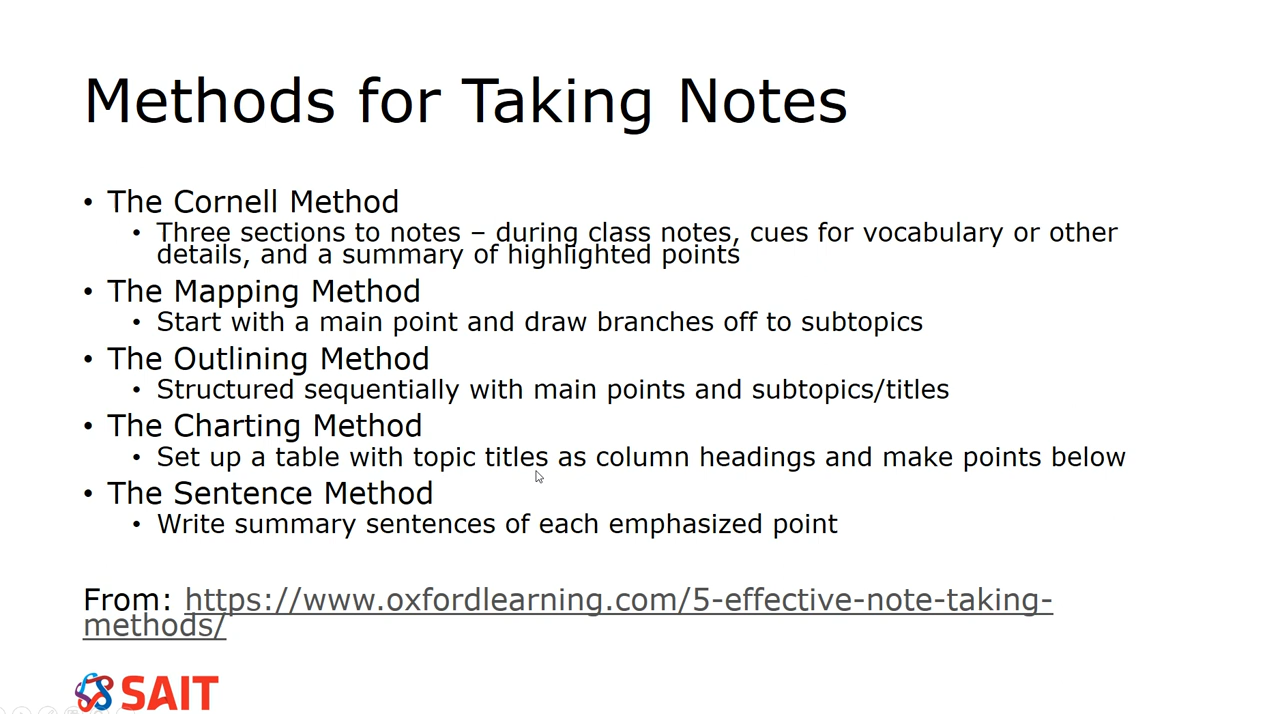 Methods for Taking Notes
• The Cornell Method
• Three sections to notes – during class notes, cues for vocabulary or other
details, and a summary of highlighted points
• The Mapping Method
• Start with a main point and draw branches off to subtopics
• The Outlining Method
• Structured sequentially with main points and subtopics/titles
• The Charting Method
• Set up a table with topic titles as column headings and make points below
• The Sentence Method
• Write summary sentences of each emphasized point
From: https://www.oxfordlearning.com/5-effective-note-taking-
methods/
SAIT